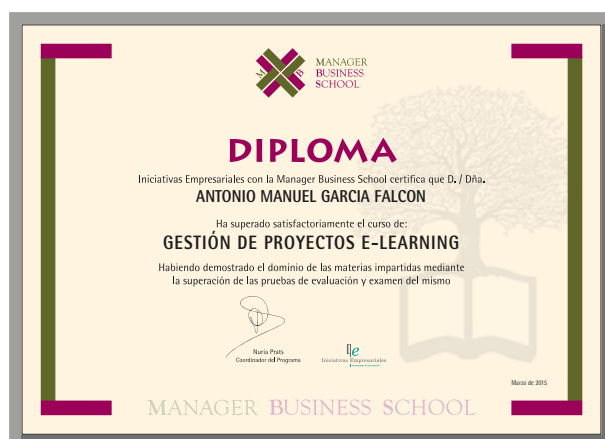 M B
MANAGER
BUSINESS
SCHOOL
DIPLOMA
Iniciativas Empresariales con la Manager Business School certifica que D. / Dña.
ANTONIO MANUEL GARCIA FALCON
Ha superado satisfactoriamente el curso de:
GESTIÓN DE PROYECTOS E-LEARNING
Habiendo demostrado el dominio de las materias impartidas mediante
la superación de las pruebas de evaluación y examen del mismo
Nuria Prats
Coordinador del Programa
Ie
Iniciativas Empresariales
Marzo de 2015
MANAGER BUSINESS SCHOOL